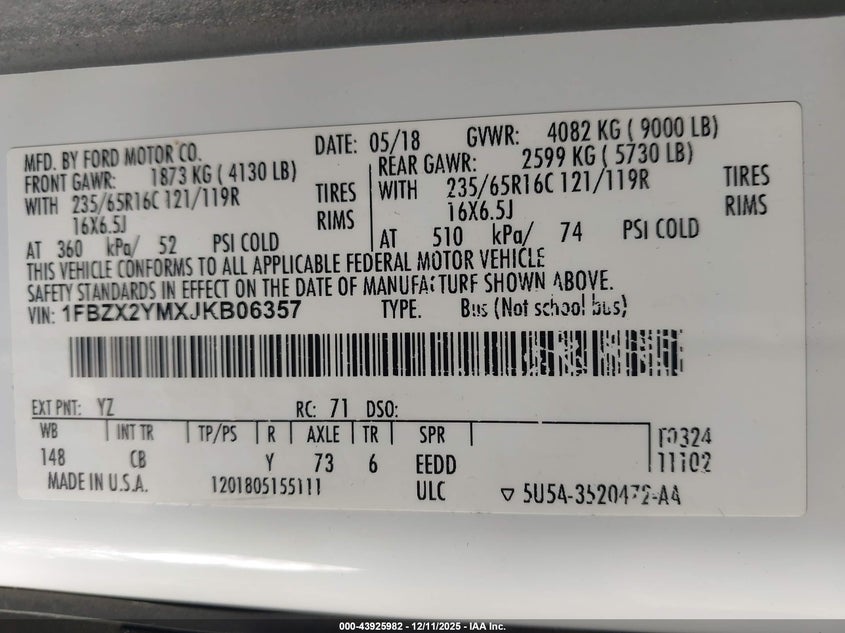 MFD. BY FORD MOTOR CO. DATE: 05/18 GVWR: 4082 KG ( 9000 LB)
FRONT GAWR: 1873 KG ( 4130 LB) REAR GAWR: 2599 KG ( 5730 LB)
WITH 235/65R16C 121/119R TIRES WITH 235/65R16C 121/119R TIRES
16X6.5J RIMS 16X6.5J RIMS
AT 360 kPa/ 52 PSI COLD AT 510 kPa/ 74 PSI COLD
THIS VEHICLE CONFORMS TO ALL APPLICABLE FEDERAL MOTOR VEHICLE
SAFETY STANDARDS IN EFFECT ON THE DATE OF MANUFACTURE SHOWN ABOVE.
VIN: 1FBZX2YMXJKB06357 TYPE: Bus (Not school bus)
EXT PNT: YZ RC: 71 DSO:
WB INT TR TP/PS R AXLE TR SPR
148 CB Y 73 6 EEDD
MADE IN U.S.A. 1201805155111 ULC
000-43925982 - 12/11/2025 - IAA Inc.